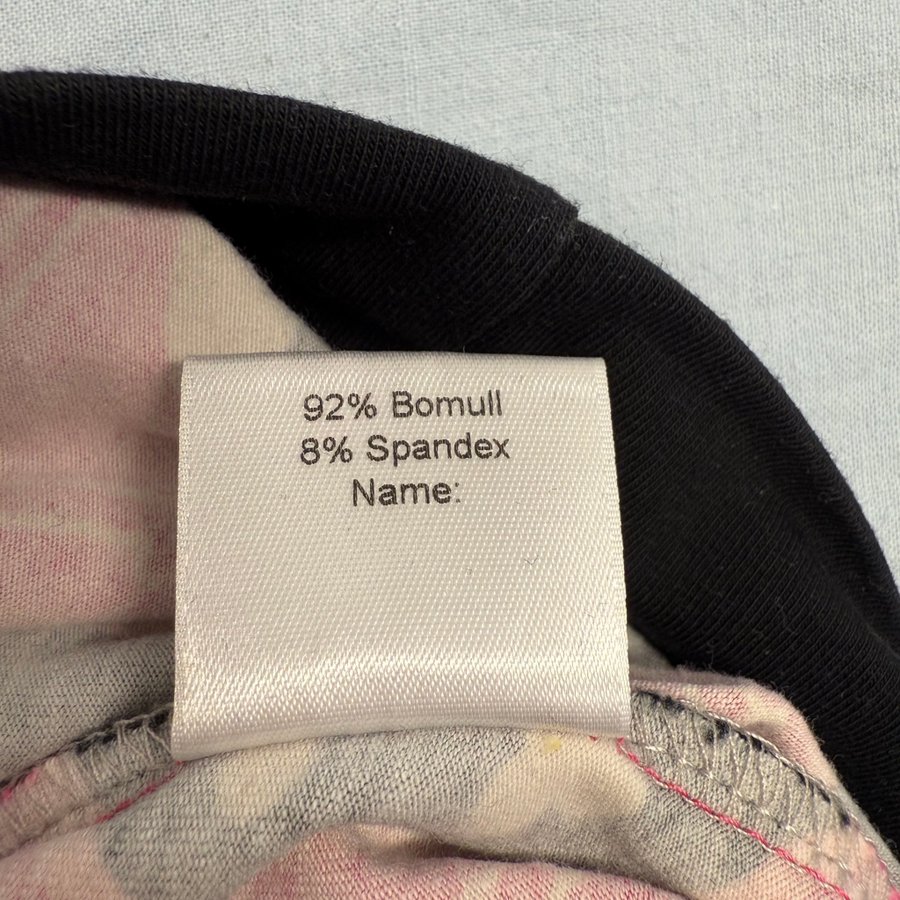 92% Bomull
8% Spandex
Name: